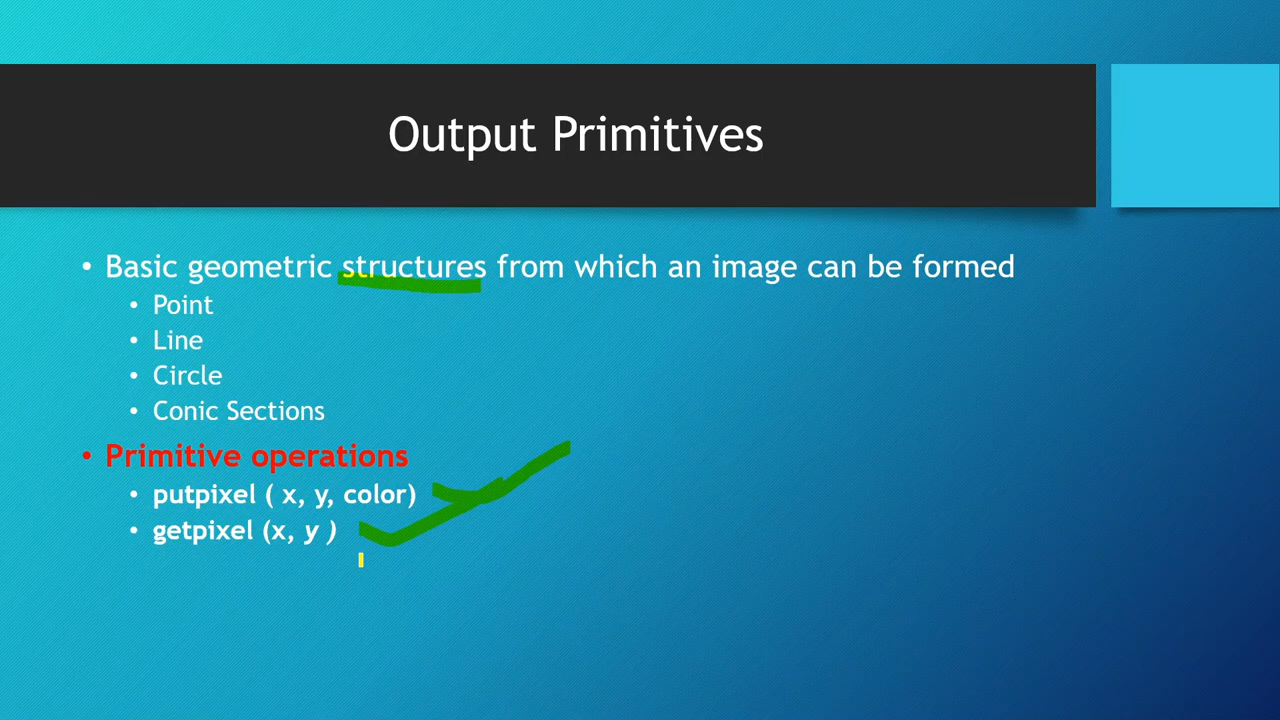 Output Primitives
• Basic geometric structures from which an image can be formed
• Point
• Line
• Circle
• Conic Sections
• Primitive operations
• putpixel ( x, y, color)
• getpixel (x, y )